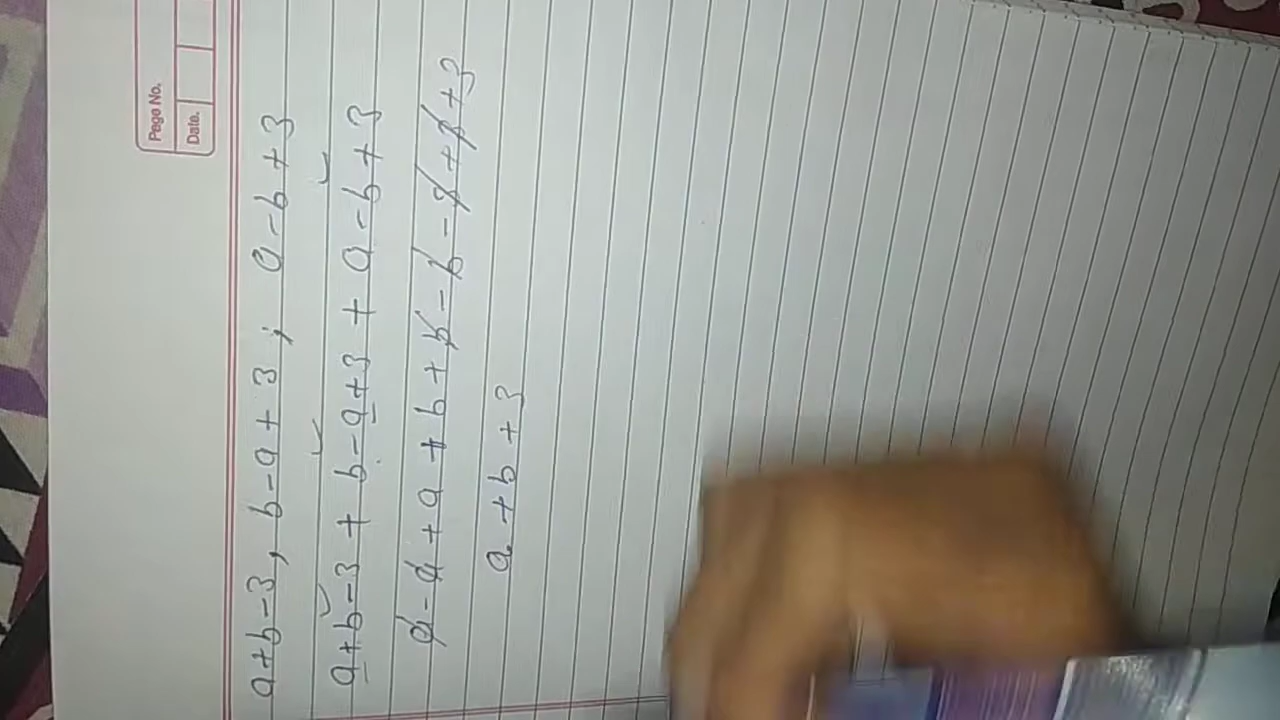 Page No.
Date.
a+b-3, b-a+3, a-b+3
a+b-3 + b-a+3 + a-b+3
a-a+a+b+b-b-3+3+3
a+b+3